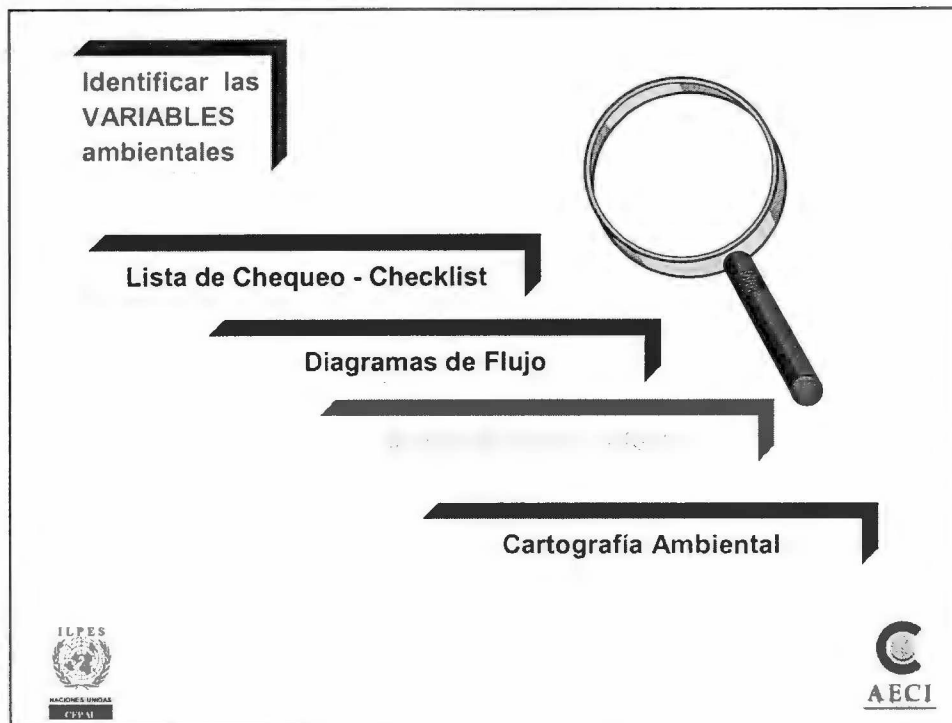 Identificar las
VARIABLES
ambientales
Lista de Chequeo - Checklist
Diagramas de Flujo
Cartografía Ambiental
ILPES
NACIONES UNIDAS
CEPAL
AECI